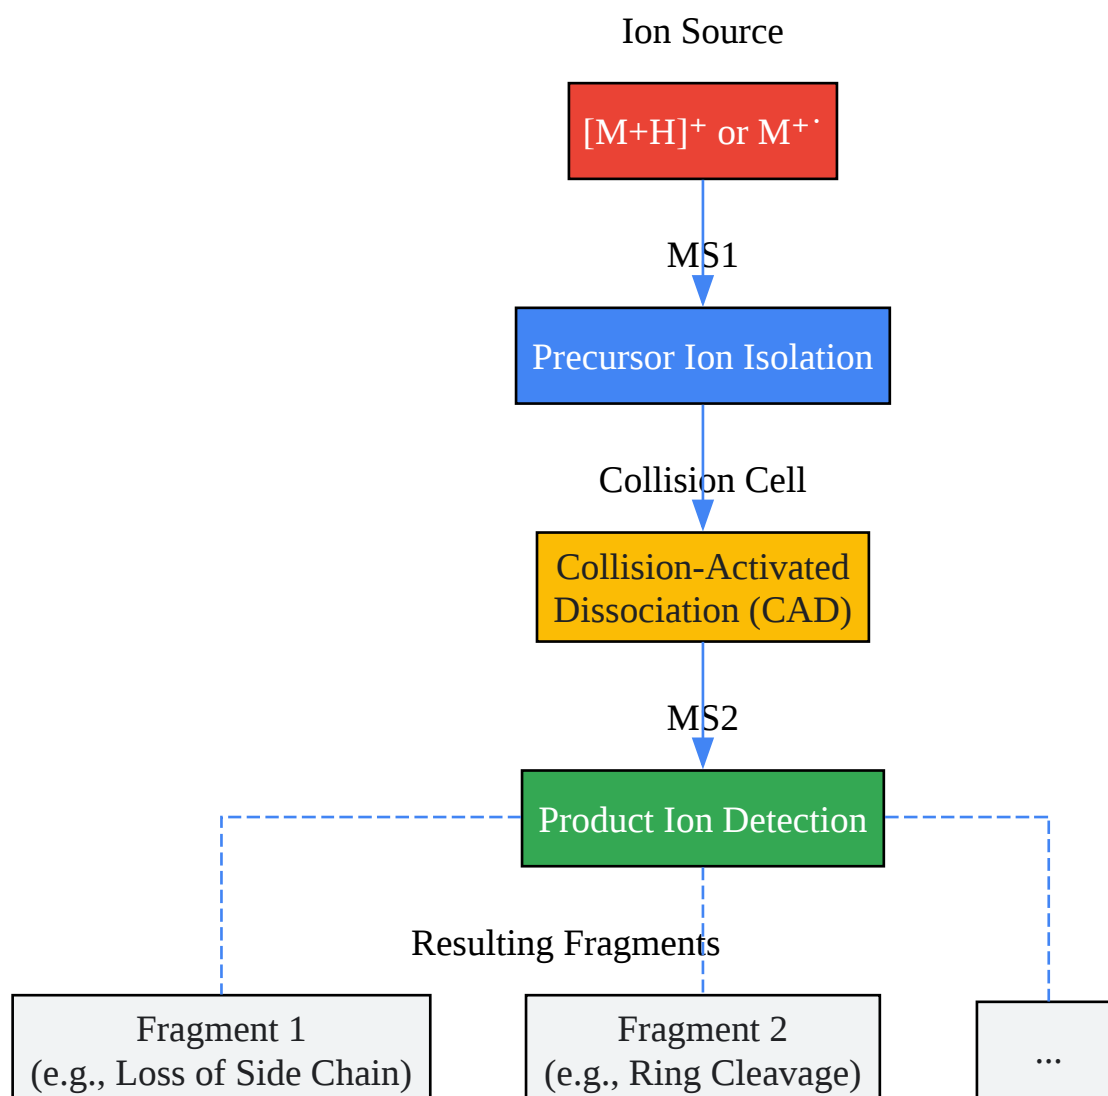 Ion Source
[M+H]⁺ or M⁺˙
MS1
Precursor Ion Isolation
Collision Cell
Collision-Activated
Dissociation (CAD)
MS2
Product Ion Detection
Resulting Fragments
Fragment 1
(e.g., Loss of Side Chain)
Fragment 2
(e.g., Ring Cleavage)
...